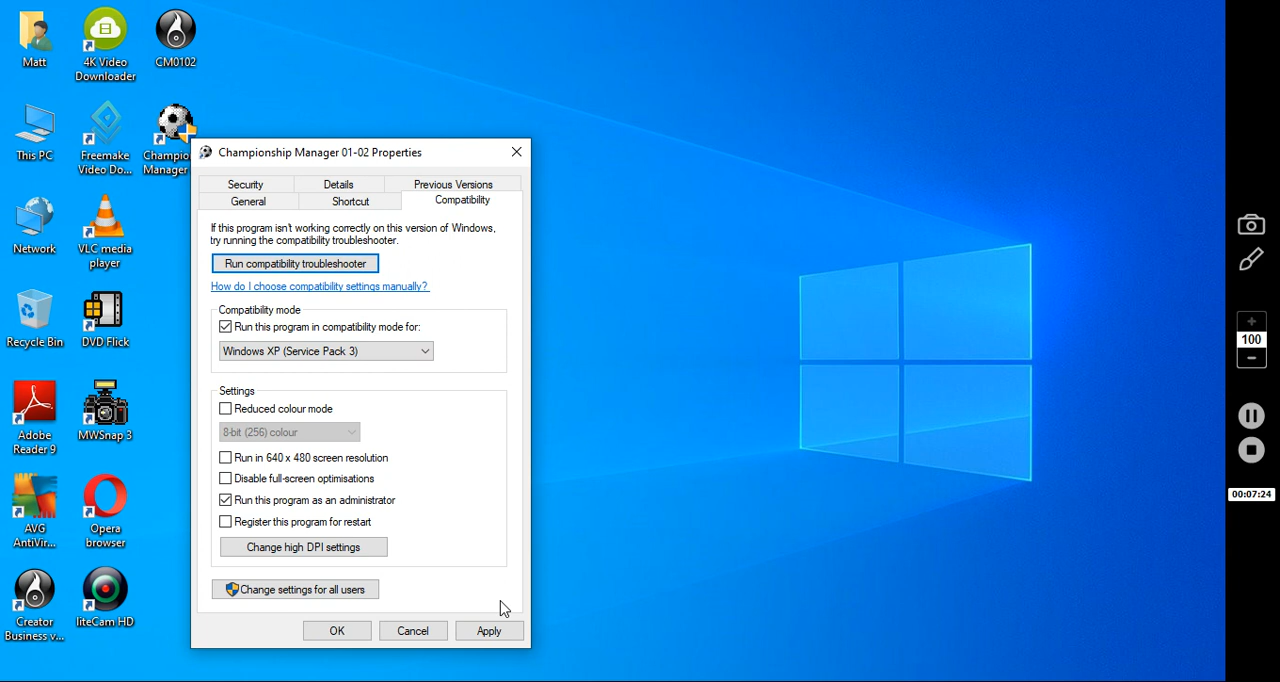 Matt
4K Video
Downloader
CM0102
This PC
Freemake
Video Do...
Champio
Manager
Network
VLC media
player
Recycle Bin
DVD Flick
Adobe
Reader 9
MWSnap 3
AVG
AntiVir...
Opera
browser
Creator
Business v...
liteCam HD
Championship Manager 01-02 Properties
Security
Details
Previous Versions
General
Shortcut
Compatibility
If this program isn't working correctly on this version of Windows,
try running the compatibility troubleshooter.
Run compatibility troubleshooter
How do I choose compatibility settings manually?
Compatibility mode
Run this program in compatibility mode for:
Windows XP (Service Pack 3)
Settings
Reduced colour mode
8-bit (256) colour
Run in 640 x 480 screen resolution
Disable full-screen optimisations
Run this program as an administrator
Register this program for restart
Change high DPI settings
Change settings for all users
OK
Cancel
Apply
+
100
-
00:07:24